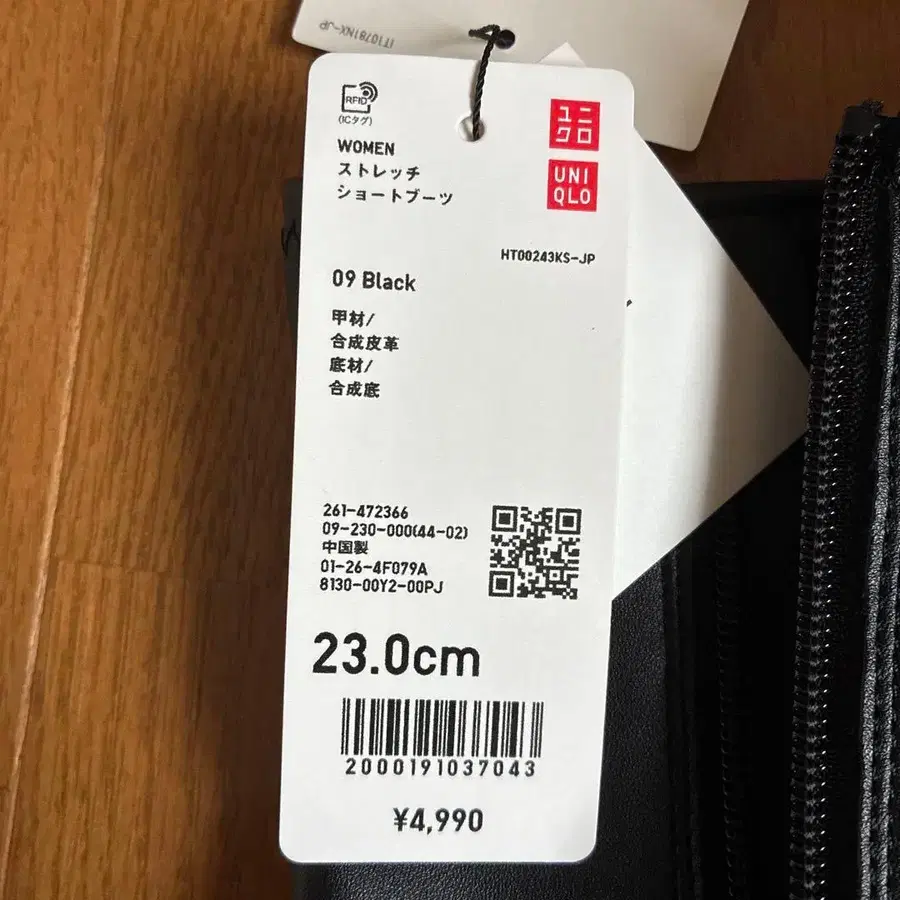 IT10781NX-JP
RFID
(ICタグ)
WOMEN
ストレッチ
ショートブーツ
ユニ
クロ
UNI
QLO
HT00243KS-JP
09 Black
甲材/
合成皮革
底材/
合成底
261-472366
09-230-000(44-02)
中国製
01-26-4F079A
8130-00Y2-00PJ
23.0cm
2000191037043
¥4,990